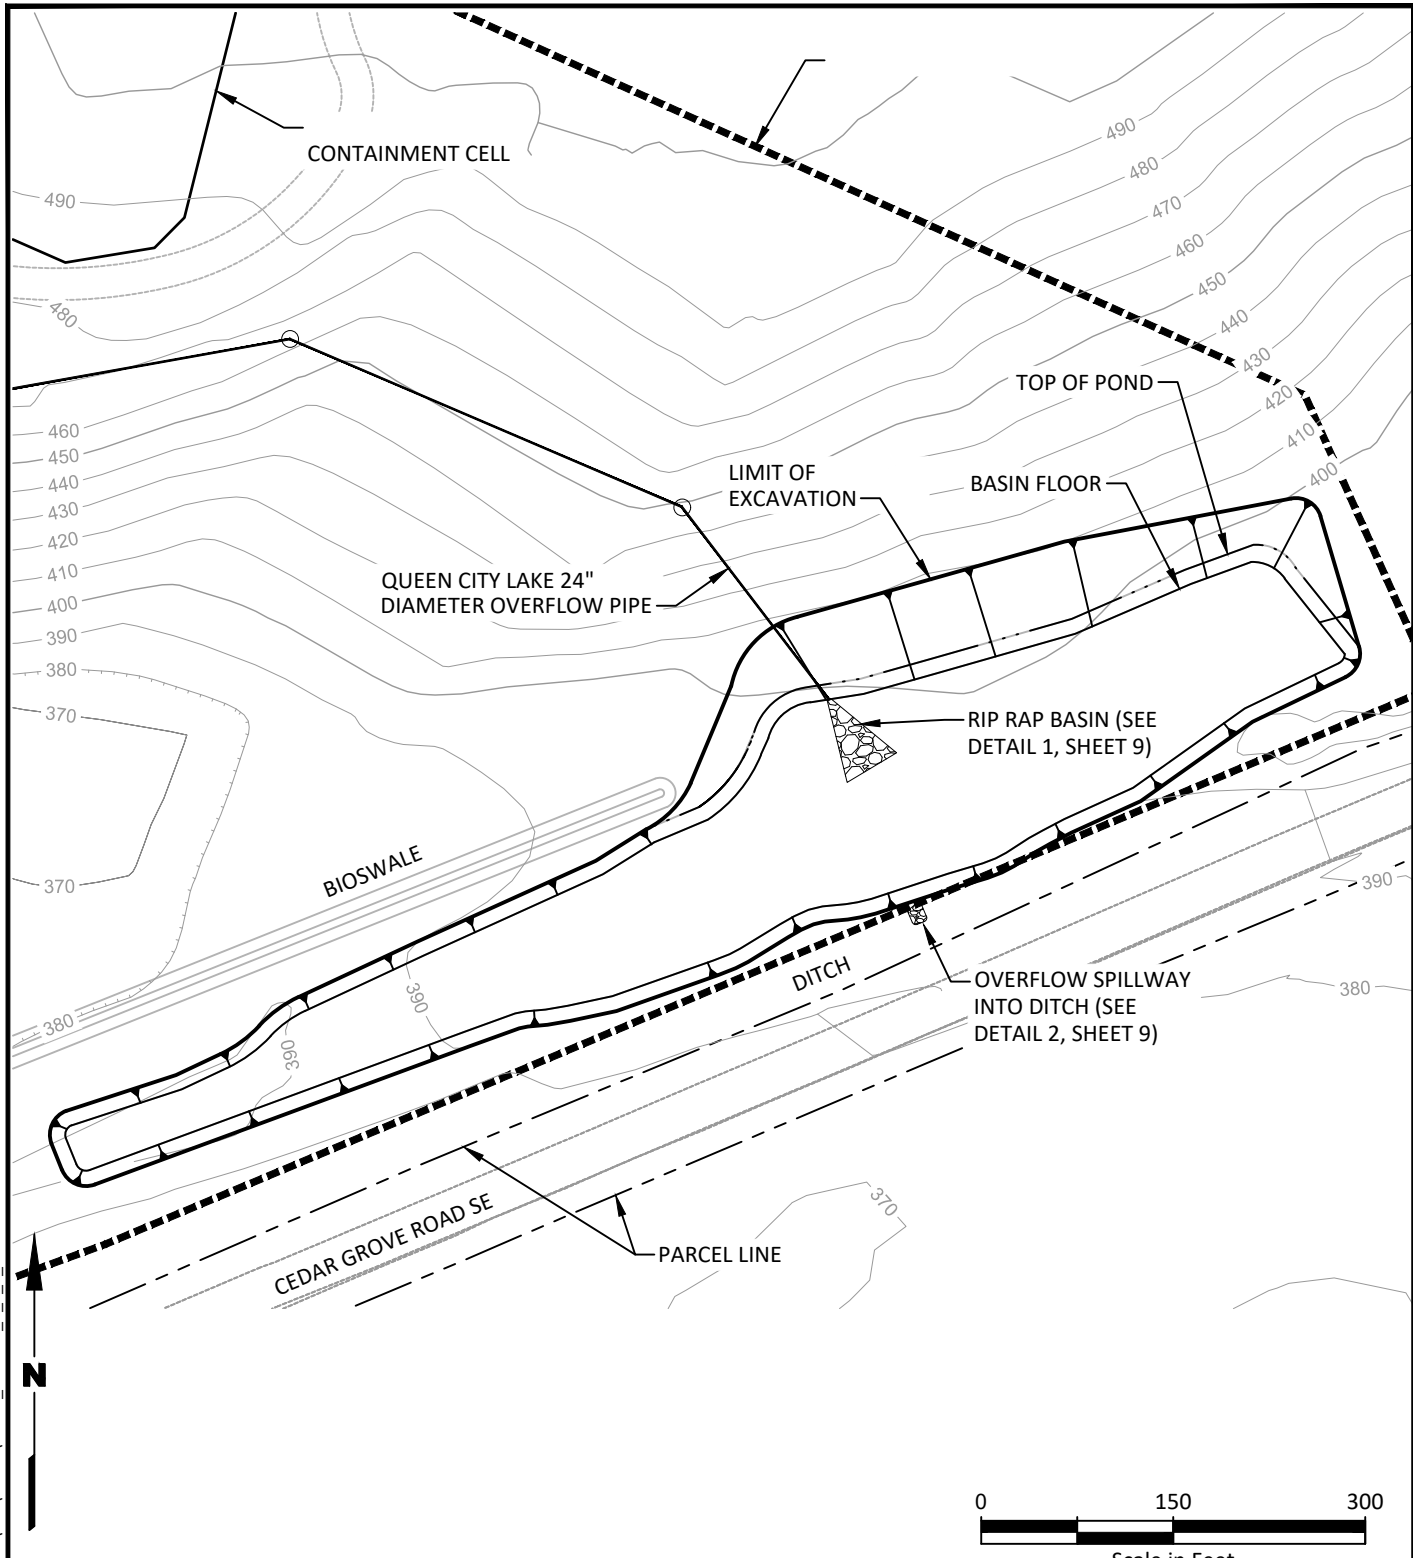 CONTAINMENT CELL
490
490
480
470
460
450
440
430
420
410
400
480
TOP OF POND
LIMIT OF
EXCAVATION
BASIN FLOOR
460
450
440
430
420
410
400
390
380
370
370
380
QUEEN CITY LAKE 24"
DIAMETER OVERFLOW PIPE
RIP RAP BASIN (SEE
DETAIL 1, SHEET 9)
BIOSWALE
390
390
390
380
DITCH
OVERFLOW SPILLWAY
INTO DITCH (SEE
DETAIL 2, SHEET 9)
370
CEDAR GROVE ROAD SE
PARCEL LINE
N
0 150 300
Scale in Feet